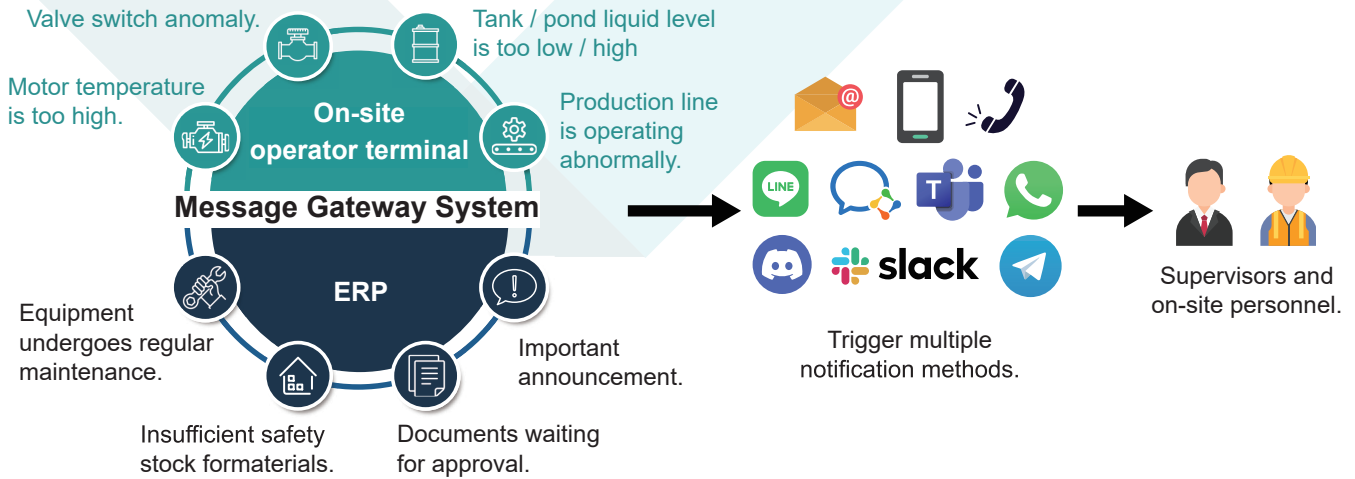 Valve switch anomaly.
Tank / pond liquid level
is too low / high
Motor temperature
is too high.
Production line
is operating
abnormally.
On-site
operator terminal
Message Gateway System
ERP
Equipment
undergoes regular
maintenance.
Important
announcement.
Insufficient safety
stock formaterials.
Documents waiting
for approval.
@
LINE
T
slack
Trigger multiple
notification methods.
Supervisors and
on-site personnel.